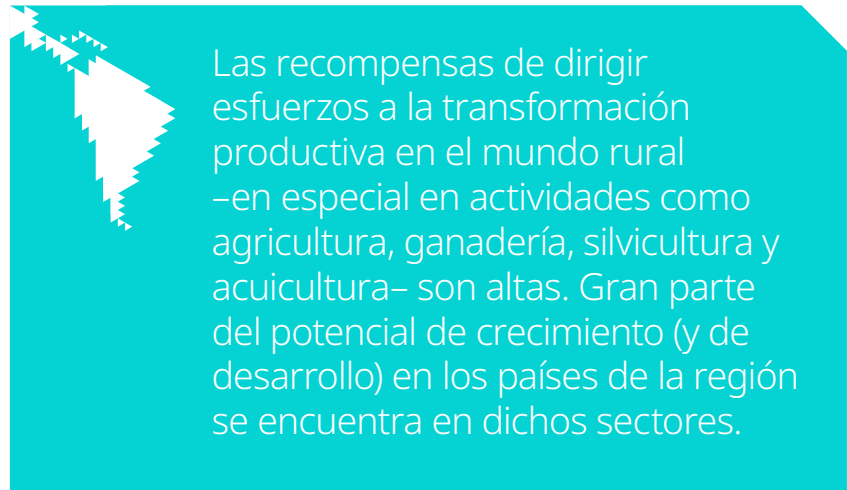 Las recompensas de dirigir
esfuerzos a la transformación
productiva en el mundo rural
–en especial en actividades como
agricultura, ganadería, silvicultura y
acuicultura– son altas. Gran parte
del potencial de crecimiento (y de
desarrollo) en los países de la región
se encuentra en dichos sectores.